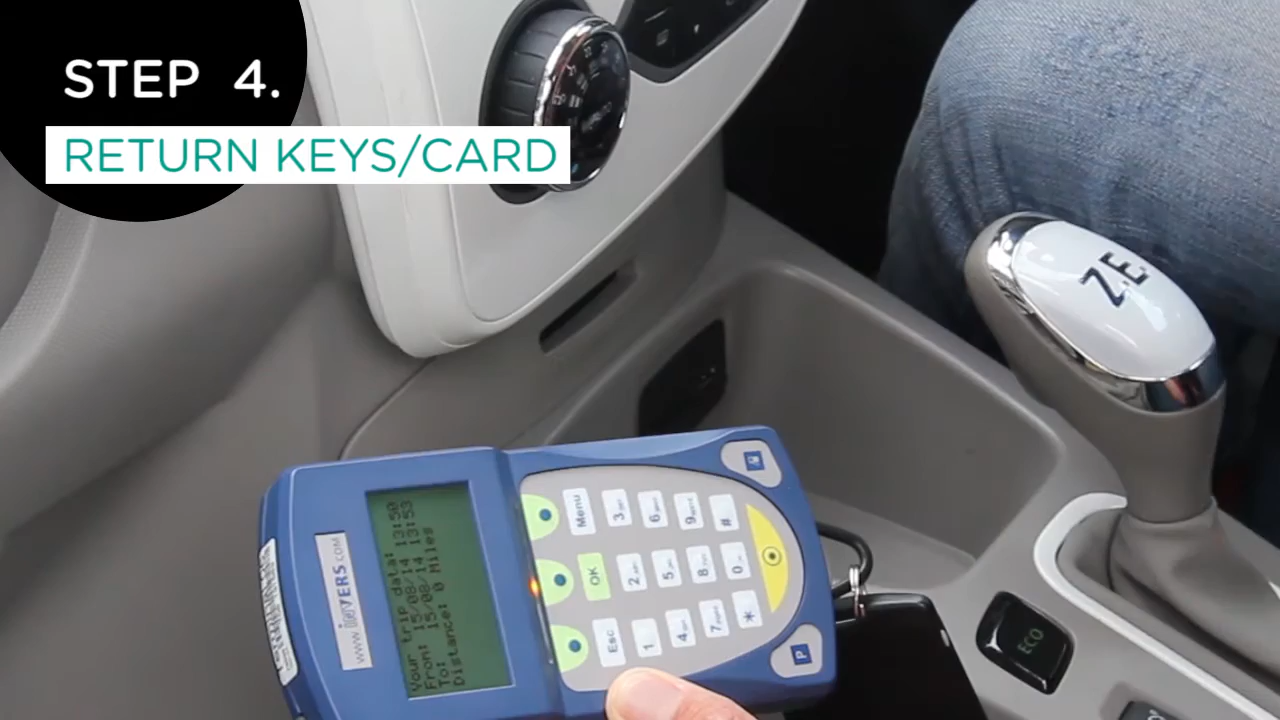 STEP 4.
RETURN KEYS/CARD
ZE
ECO
www.inVERS.COM
Your trip data:
From: 15/08/14 13:50
To: 15/08/14 13:53
Distance: 0 Miles
Menu
3
6
9
#
OK
2
5
8
0
Esc
1
4
7
*
P